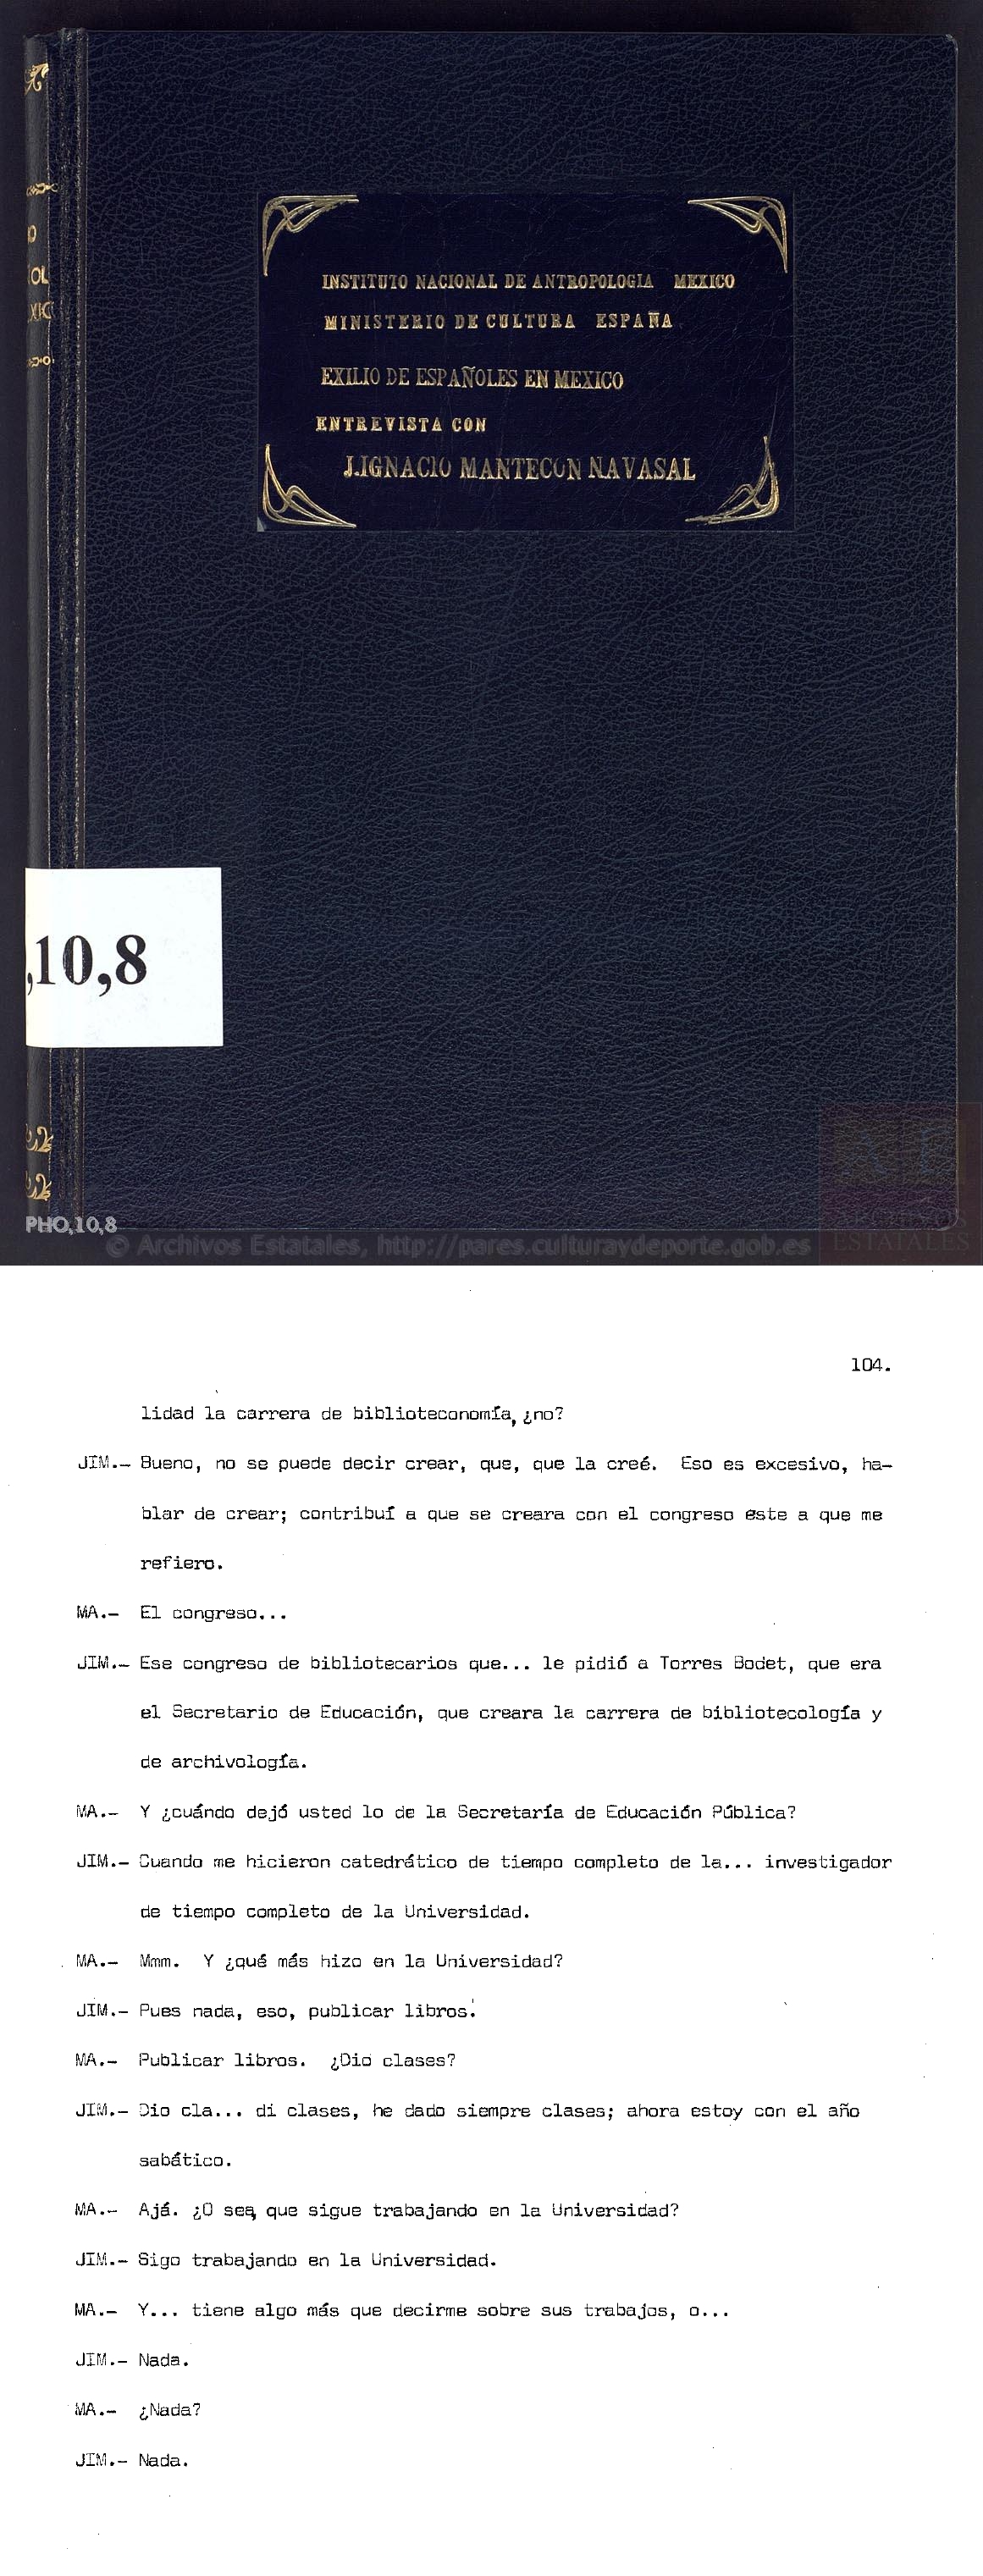 INSTITUTO NACIONAL DE ANTROPOLOGIA MEXICO
MINISTERIO DE CULTURA ESPAÑA
EXILIO DE ESPAÑOLES EN MEXICO
ENTREVISTA CON
J.IGNACIO MANTECON NAVASAL
,10,8
PHO,10,8
© Archivos Estatales, http://pares.culturaydeporte.gob.es
ESTATALES
104.
lidad la carrera de biblioteconomía, ¿no?
JIM.- Bueno, no se puede decir crear, que, que la creé. Eso es excesivo, ha-
blar de crear; contribuí a que se creara con el congreso este a que me
refiero.
MA.- El congreso...
JIM.- Ese congreso de bibliotecarios que... le pidió a Torres Bodet, que era
el Secretario de Educación, que creara la carrera de bibliotecología y
de archivología.
MA.- Y ¿cuándo dejó usted lo de la Secretaría de Educación Pública?
JIM.- Cuando me hicieron catedrático de tiempo completo de la... investigador
de tiempo completo de la Universidad.
MA.- Mmm. Y ¿qué más hizo en la Universidad?
JIM.- Pues nada, eso, publicar libros.
MA.- Publicar libros. ¿Dio clases?
JIM.- Dio cla... di clases, he dado siempre clases; ahora estoy con el año
sabático.
MA.- Ajá. ¿O sea, que sigue trabajando en la Universidad?
JIM.- Sigo trabajando en la Universidad.
MA.- Y... tiene algo más que decirme sobre sus trabajos, o...
JIM.- Nada.
MA.- ¿Nada?
JIM.- Nada.